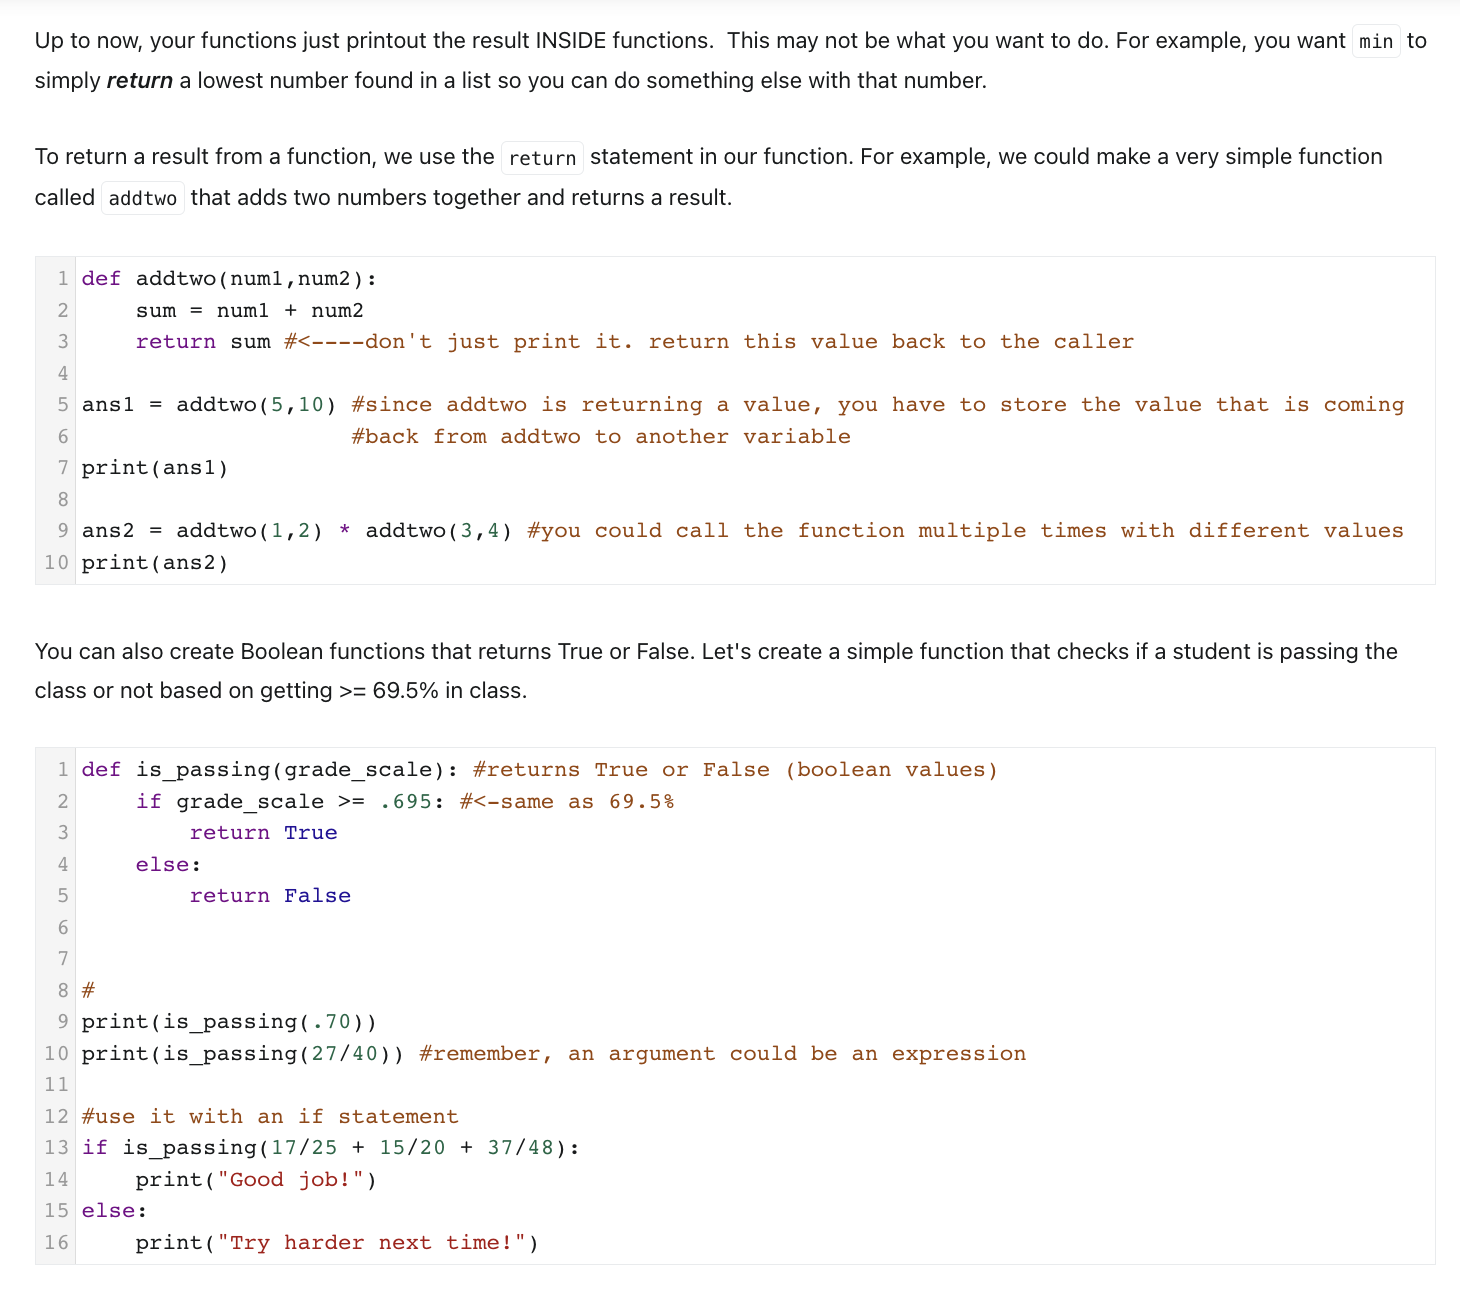 Up to now, your functions just printout the result INSIDE functions.  This may not be what you want to do. For example, you want min to
simply return a lowest number found in a list so you can do something else with that number.
To return a result from a function, we use the return statement in our function. For example, we could make a very simple function
called addtwo that adds two numbers together and returns a result.
1 def addtwo(num1,num2):
2     sum = num1 + num2
3     return sum #<----don't just print it. return this value back to the caller
4
5 ans1 = addtwo(5,10) #since addtwo is returning a value, you have to store the value that is coming
6                     #back from addtwo to another variable
7 print(ans1)
8
9 ans2 = addtwo(1,2) * addtwo(3,4) #you could call the function multiple times with different values
10 print(ans2)
You can also create Boolean functions that returns True or False. Let's create a simple function that checks if a student is passing the
class or not based on getting >= 69.5% in class.
1 def is_passing(grade_scale): #returns True or False (boolean values)
2     if grade_scale >= .695: #<-same as 69.5%
3         return True
4     else:
5         return False
6
7
8 #
9 print(is_passing(.70))
10 print(is_passing(27/40)) #remember, an argument could be an expression
11
12 #use it with an if statement
13 if is_passing(17/25 + 15/20 + 37/48):
14     print("Good job!")
15 else:
16     print("Try harder next time!")